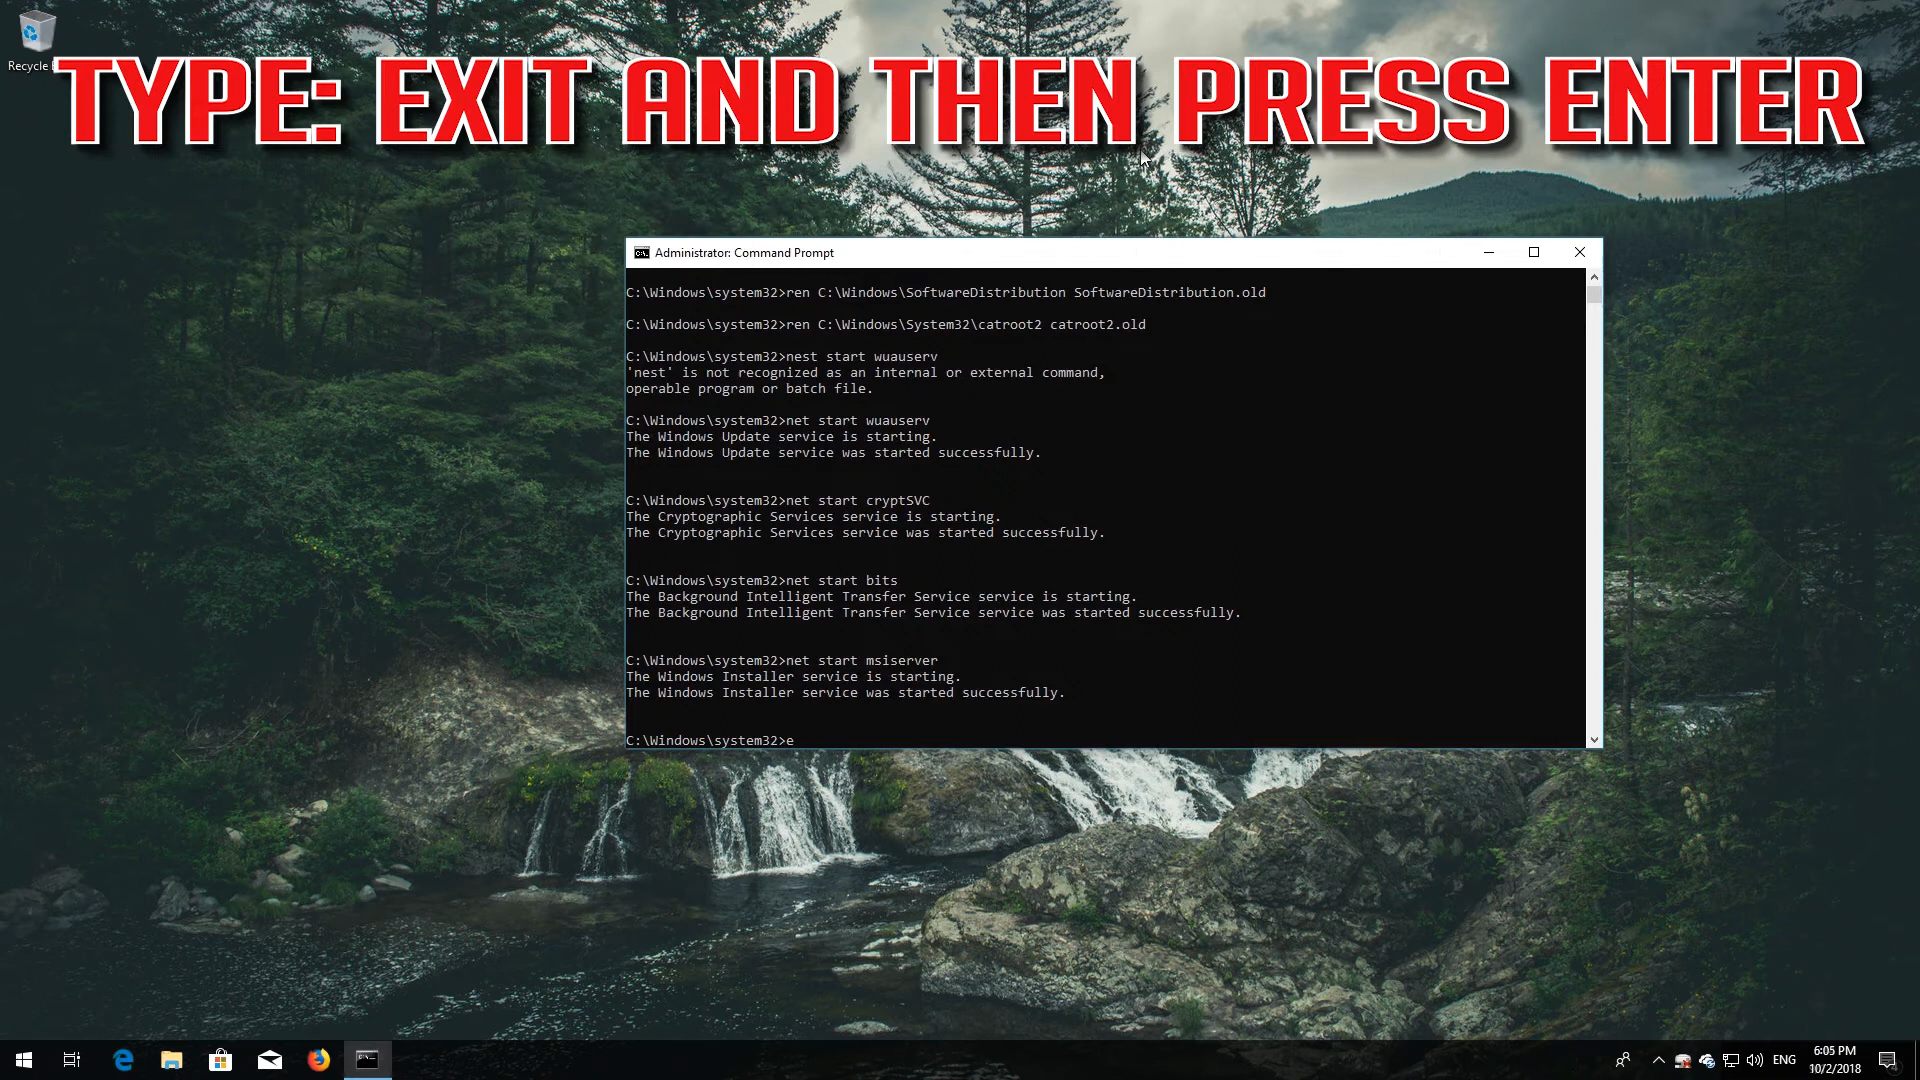 Recycle
TYPE: EXIT AND THEN PRESS ENTER
Administrator: Command Prompt
C:\Windows\system32>ren C:\Windows\SoftwareDistribution SoftwareDistribution.old
C:\Windows\system32>ren C:\Windows\System32\catroot2 catroot2.old
C:\Windows\system32>nest start wuauserv
'nest' is not recognized as an internal or external command,
operable program or batch file.
C:\Windows\system32>net start wuauserv
The Windows Update service is starting.
The Windows Update service was started successfully.
C:\Windows\system32>net start cryptSVC
The Cryptographic Services service is starting.
The Cryptographic Services service was started successfully.
C:\Windows\system32>net start bits
The Background Intelligent Transfer Service service is starting.
The Background Intelligent Transfer Service service was started successfully.
C:\Windows\system32>net start msiserver
The Windows Installer service is starting.
The Windows Installer service was started successfully.
C:\Windows\system32>e
ENG
6:05 PM
10/2/2018